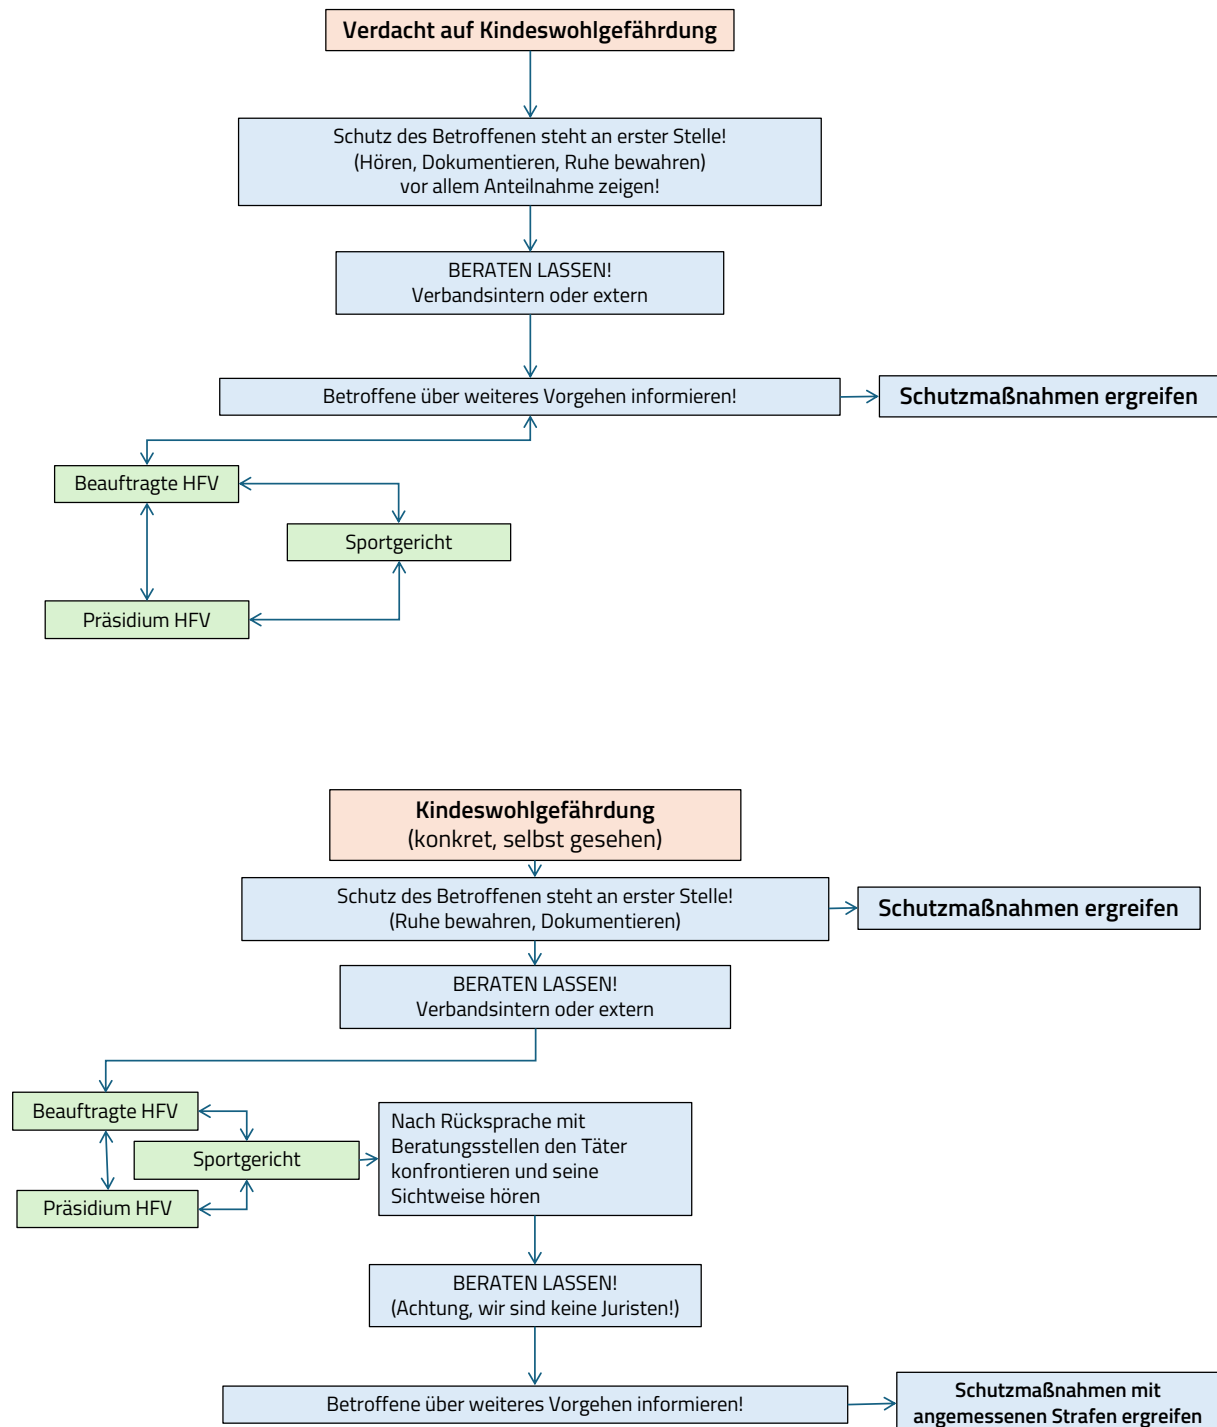 Verdacht auf Kindeswohlgefährdung
Schutz des Betroffenen steht an erster Stelle!
(Hören, Dokumentieren, Ruhe bewahren)
vor allem Anteilnahme zeigen!
BERATEN LASSEN!
Verbandsintern oder extern
Betroffene über weiteres Vorgehen informieren!
Schutzmaßnahmen ergreifen
Beauftragte HFV
Sportgericht
Präsidium HFV
Kindeswohlgefährdung
(konkret, selbst gesehen)
Schutz des Betroffenen steht an erster Stelle!
(Ruhe bewahren, Dokumentieren)
Schutzmaßnahmen ergreifen
BERATEN LASSEN!
Verbandsintern oder extern
Beauftragte HFV
Sportgericht
Präsidium HFV
Nach Rücksprache mit
Beratungsstellen den Täter
konfrontieren und seine
Sichtweise hören
BERATEN LASSEN!
(Achtung, wir sind keine Juristen!)
Betroffene über weiteres Vorgehen informieren!
Schutzmaßnahmen mit
angemessenen Strafen ergreifen